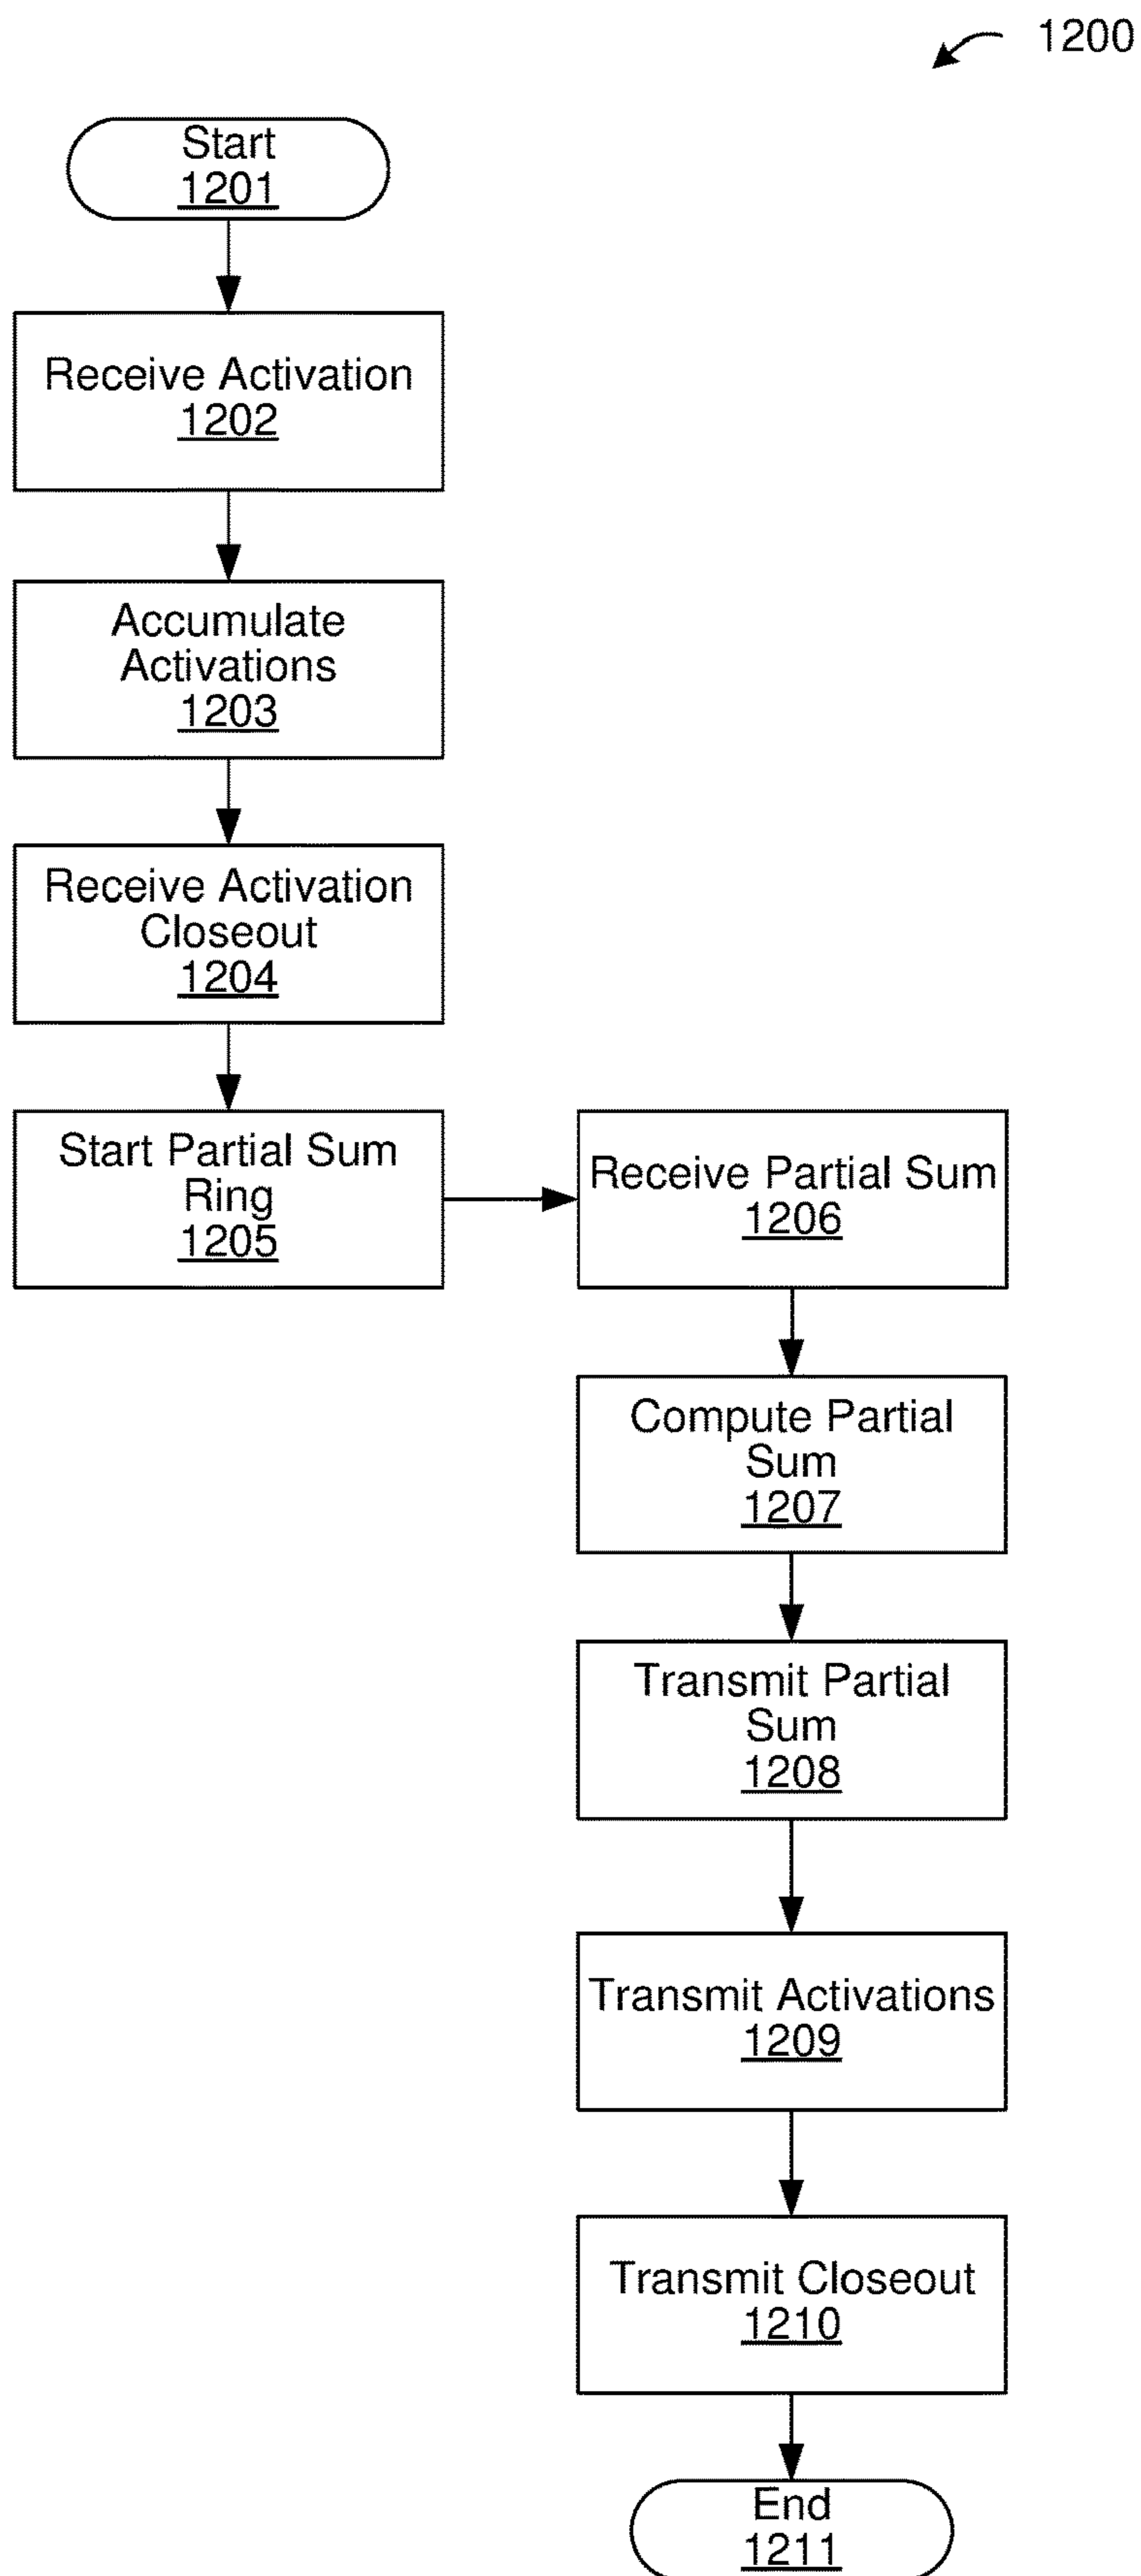 1200
Start
1201
Receive Activation
1202
Accumulate
Activations
1203
Receive Activation
Closeout
1204
Start Partial Sum
Ring
1205
Receive Partial Sum
1206
Compute Partial
Sum
1207
Transmit Partial
Sum
1208
Transmit Activations
1209
Transmit Closeout
1210
End
1211